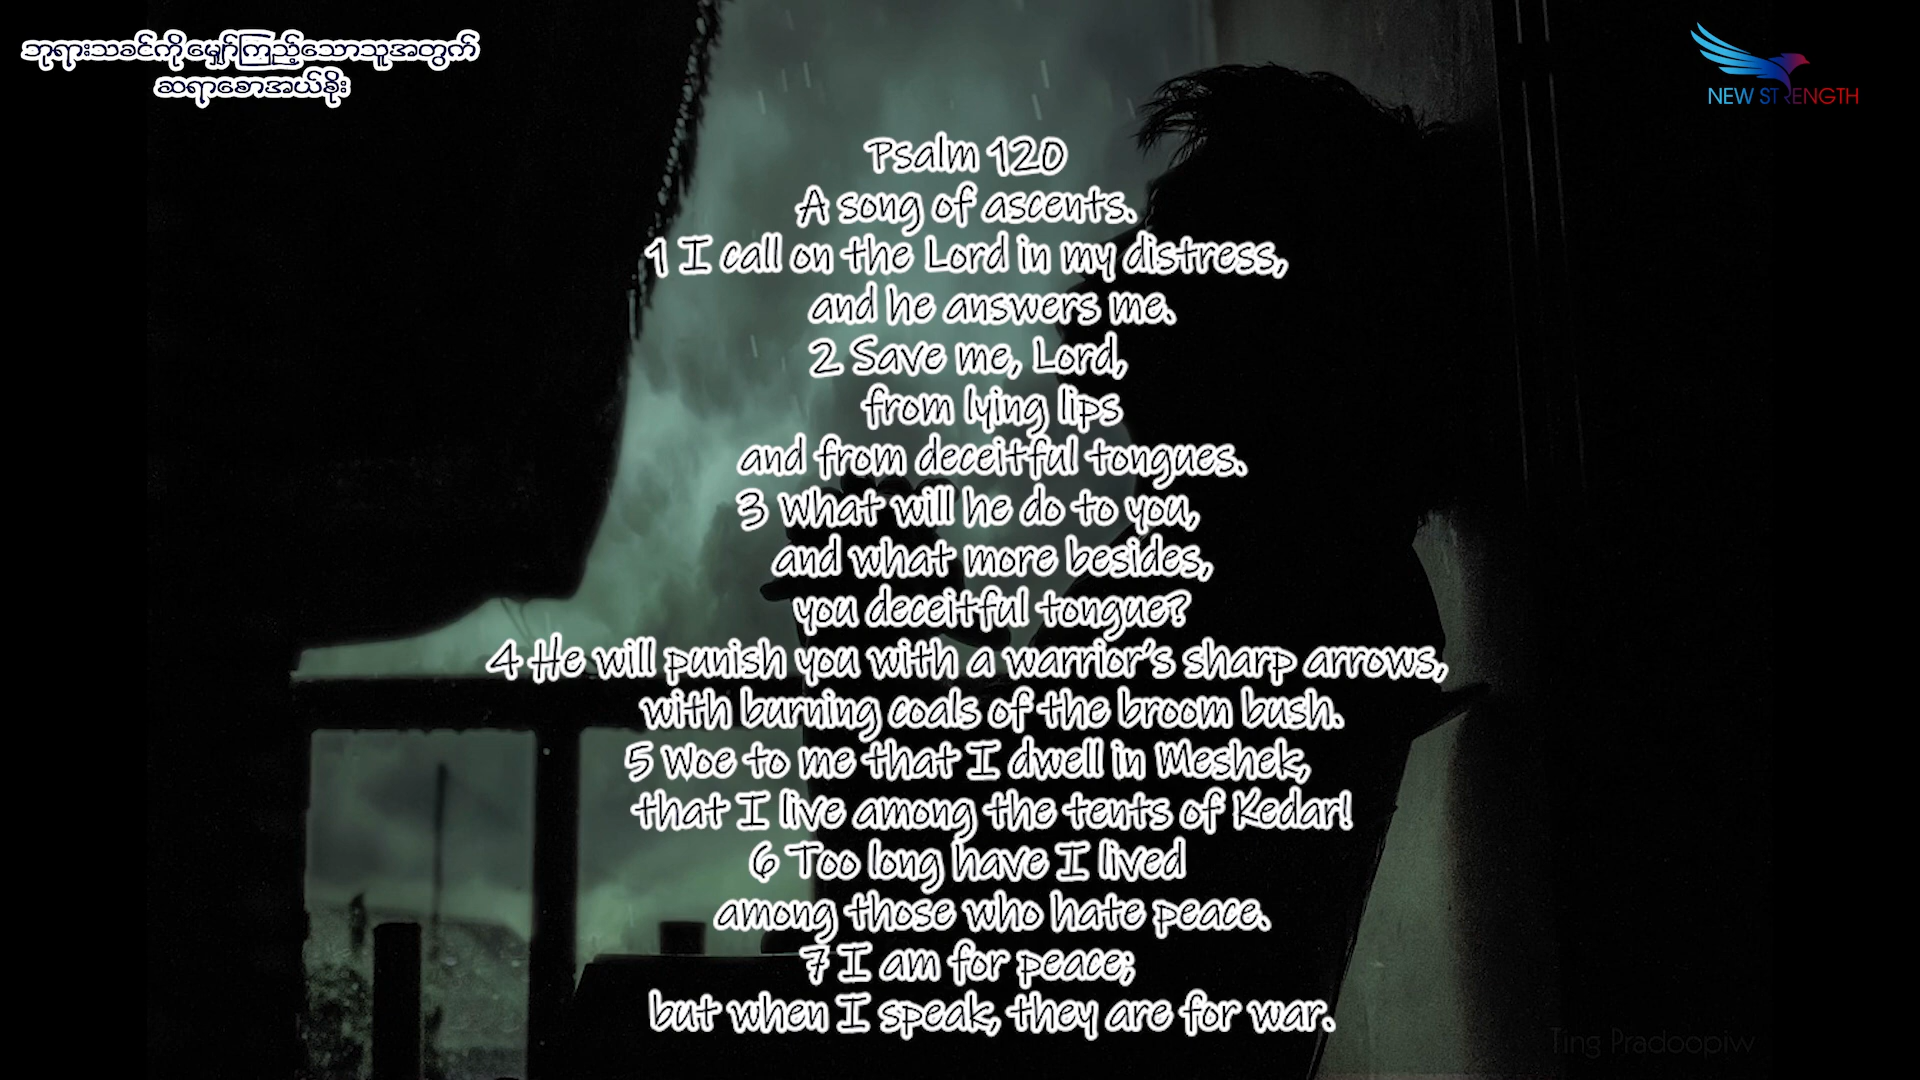 ဘုရားသခင်ကိုမျှော်ကြည့်သောသူအတွက်
ဆရာစောအယ်စိုး
NEW STRENGTH
Psalm 120
A song of ascents.
1 I call on the Lord in my distress,
and he answers me.
2 Save me, Lord,
from lying lips
and from deceitful tongues.
3 What will he do to you,
and what more besides,
you deceitful tongue?
4 He will punish you with a warrior's sharp arrows,
with burning coals of the broom bush.
5 Woe to me that I dwell in Meshek,
that I live among the tents of Kedar!
6 Too long have I lived
among those who hate peace.
7 I am for peace;
but when I speak, they are for war.
Ting Pradoopiw